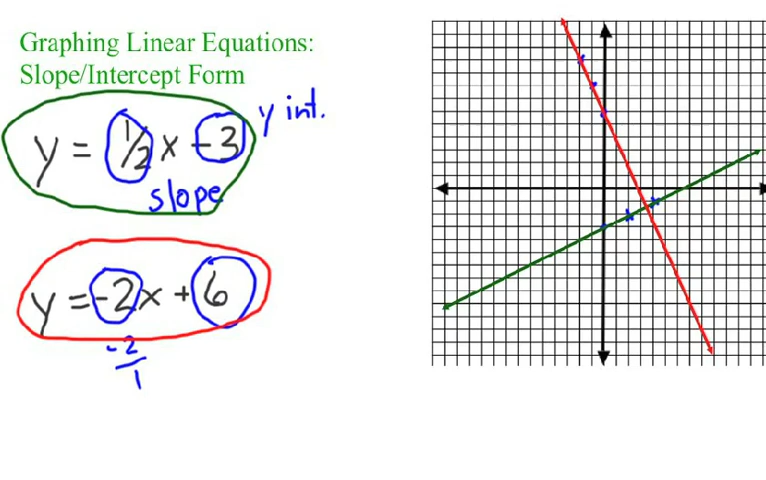 Graphing Linear Equations:
Slope/Intercept Form
y = 1/2 x - 3 y int.
slope
y = -2x + 6
-2/1